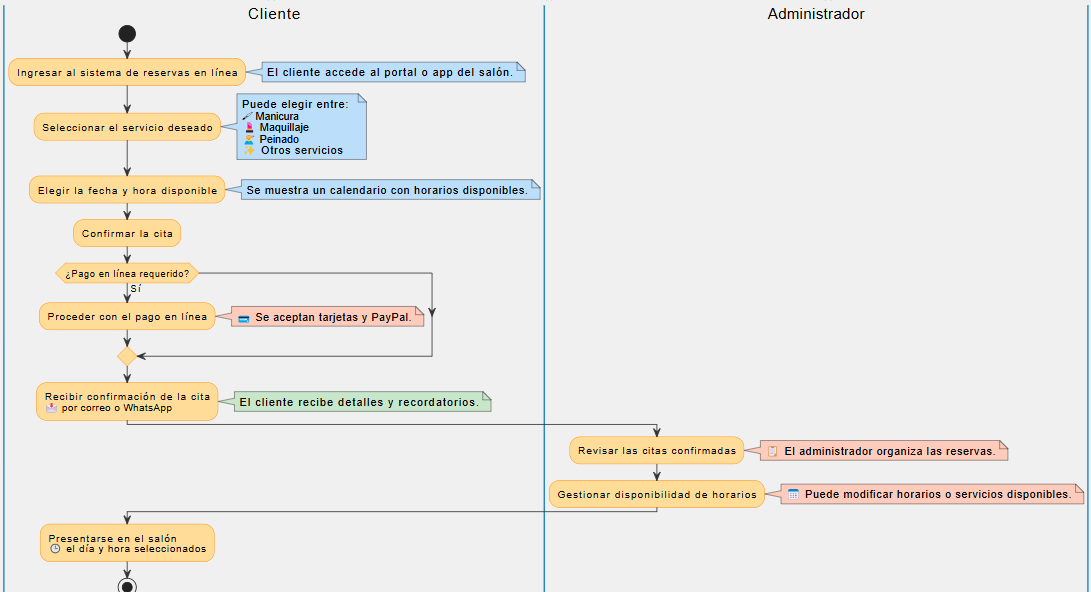 Cliente
Administrador
Ingresar al sistema de reservas en línea
El cliente accede al portal o app del salón.
Seleccionar el servicio deseado
Puede elegir entre:
Manicura
Maquillaje
Peinado
Otros servicios
Elegir la fecha y hora disponible
Se muestra un calendario con horarios disponibles.
Confirmar la cita
¿Pago en línea requerido?
Sí
Proceder con el pago en línea
Se aceptan tarjetas y PayPal.
Recibir confirmación de la cita
por correo o WhatsApp
El cliente recibe detalles y recordatorios.
Revisar las citas confirmadas
El administrador organiza las reservas.
Gestionar disponibilidad de horarios
Puede modificar horarios o servicios disponibles.
Presentarse en el salón
el día y hora seleccionados